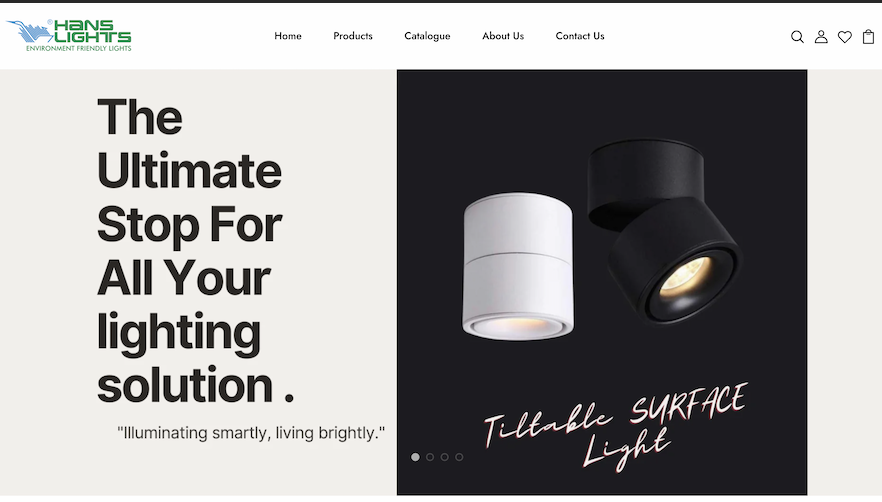 HANS
LIGHTS
ENVIRONMENT FRIENDLY LIGHTS
Home Products Catalogue About Us Contact Us
The
Ultimate
Stop For
All Your
lighting
solution .
"Illuminating smartly, living brightly."
Tiltable SURFACE
Light